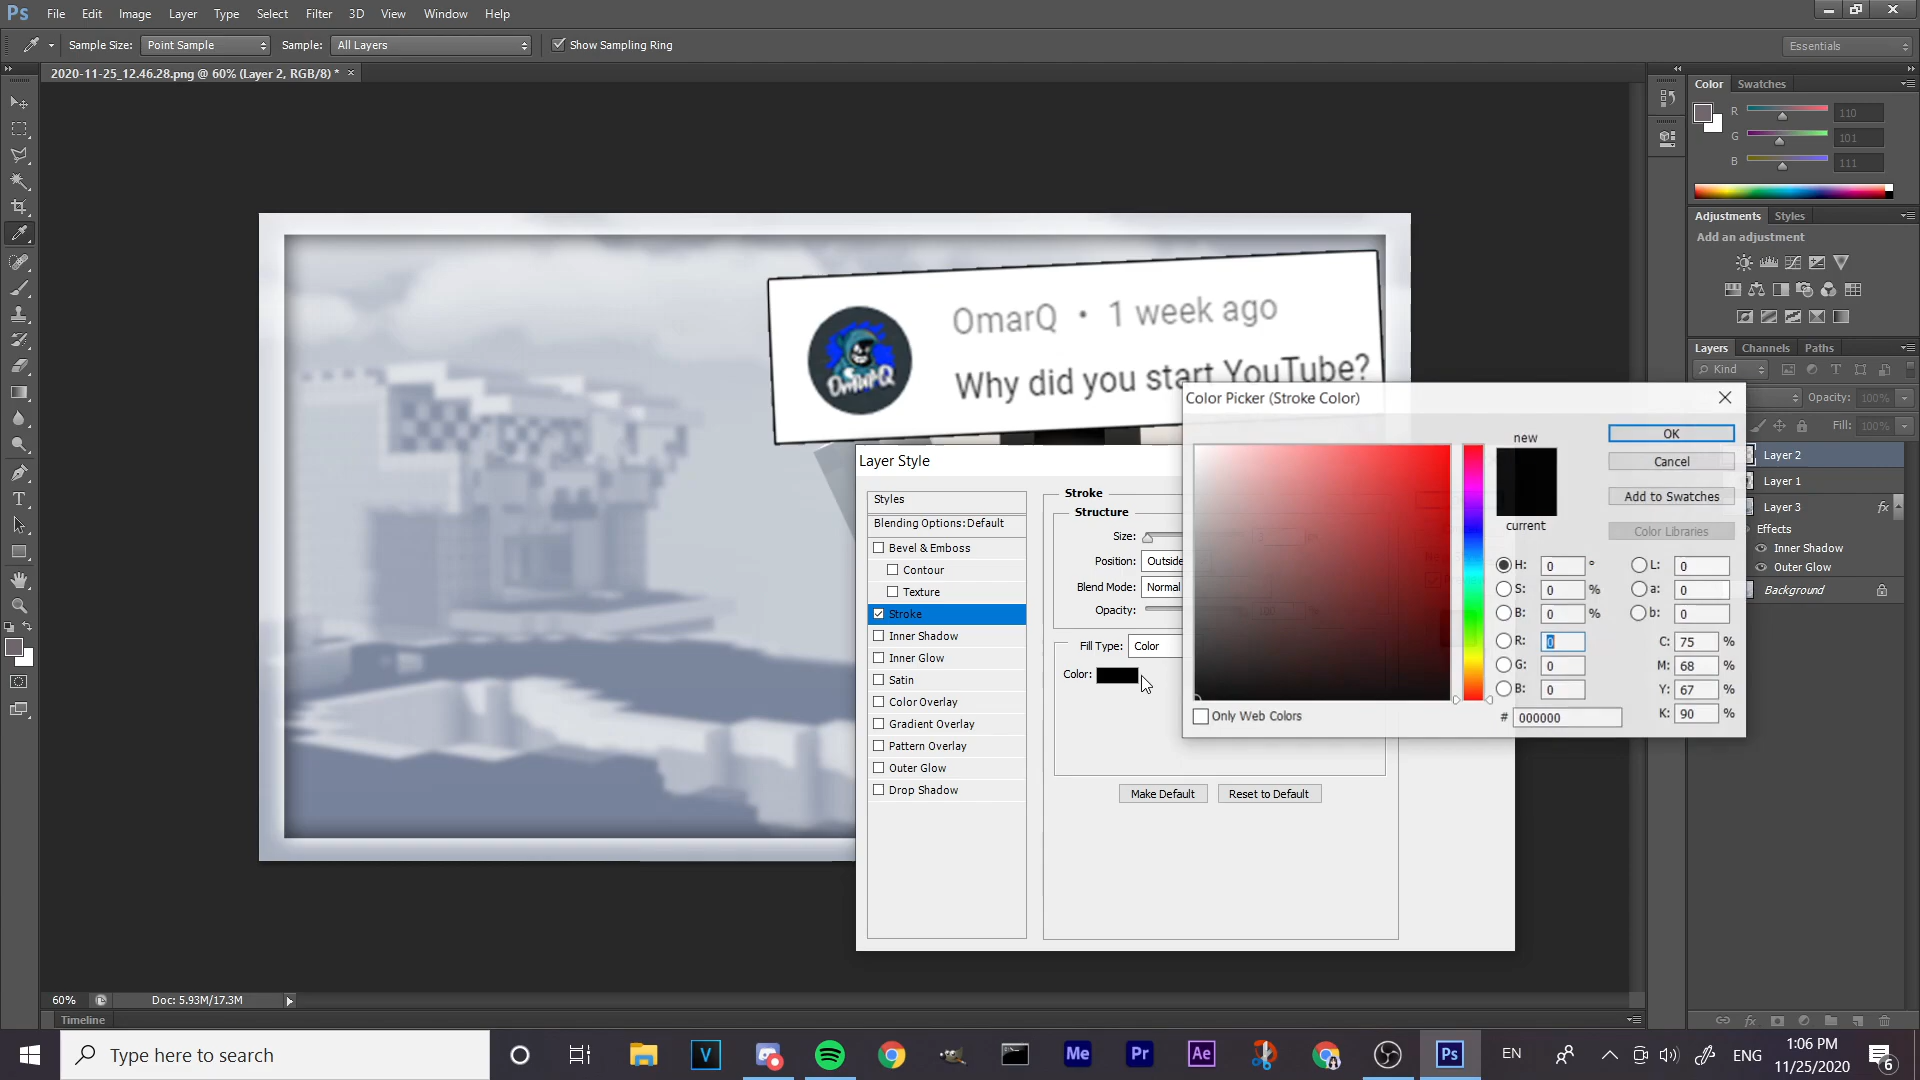 Ps File Edit Image Layer Type Select Filter 3D View Window Help
Sample Size: Point Sample Sample: All Layers Show Sampling Ring Essentials
2020-11-25_12.46.28.png @ 60% (Layer 2, RGB/8) * ×
Color Swatches
R 110
G 101
B 111
Adjustments Styles
Add an adjustment
Layers Channels Paths
Kind
Opacity: 100%
Fill: 100%
Layer 2
Layer 1
Layer 3 fx
Effects
Inner Shadow
Outer Glow
Background
OmarQ • 1 week ago
OmarQ
Why did you start YouTube?
Layer Style
Styles
Blending Options: Default
Bevel & Emboss
Contour
Texture
Stroke
Inner Shadow
Inner Glow
Satin
Color Overlay
Gradient Overlay
Pattern Overlay
Outer Glow
Drop Shadow
Stroke
Structure
Size:
Position: Outside
Blend Mode: Normal
Opacity:
Fill Type: Color
Color:
Make Default Reset to Default
Color Picker (Stroke Color)
new
current
OK
Cancel
Add to Swatches
Color Libraries
H: 0 ° L: 0
S: 0 % a: 0
B: 0 % b: 0
R: 0 C: 75 %
G: 0 M: 68 %
B: 0 Y: 67 %
# 000000 K: 90 %
Only Web Colors
60% Doc: 5.93M/17.3M
Timeline
Type here to search
V Me Pr Ae Ps EN ENG
1:06 PM
11/25/2020
6